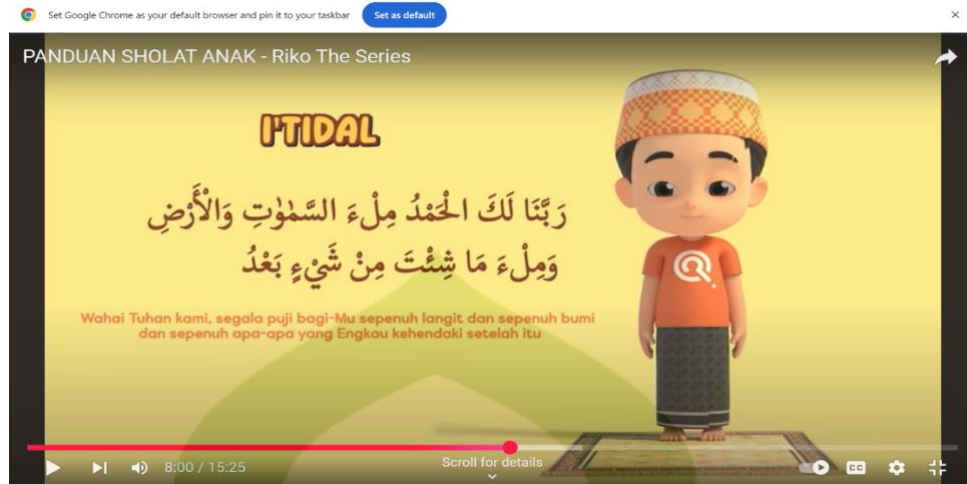 Set Google Chrome as your default browser and pin it to your taskbar
Set as default
PANDUAN SHOLAT ANAK - Riko The Series
I'TIDAL
رَبَّنَا لَكَ الْحَمْدُ مِلْءَ السَّمٰوٰتِ وَالْأَرْضِ
وَمِلْءَ مَا شِئْتَ مِنْ شَيْءٍ بَعْدُ
Wahai Tuhan kami, segala puji bagi-Mu sepenuh langit dan sepenuh bumi
dan sepenuh apa-apa yang Engkau kehendaki setelah itu
8:00 / 15:25
Scroll for details
CC